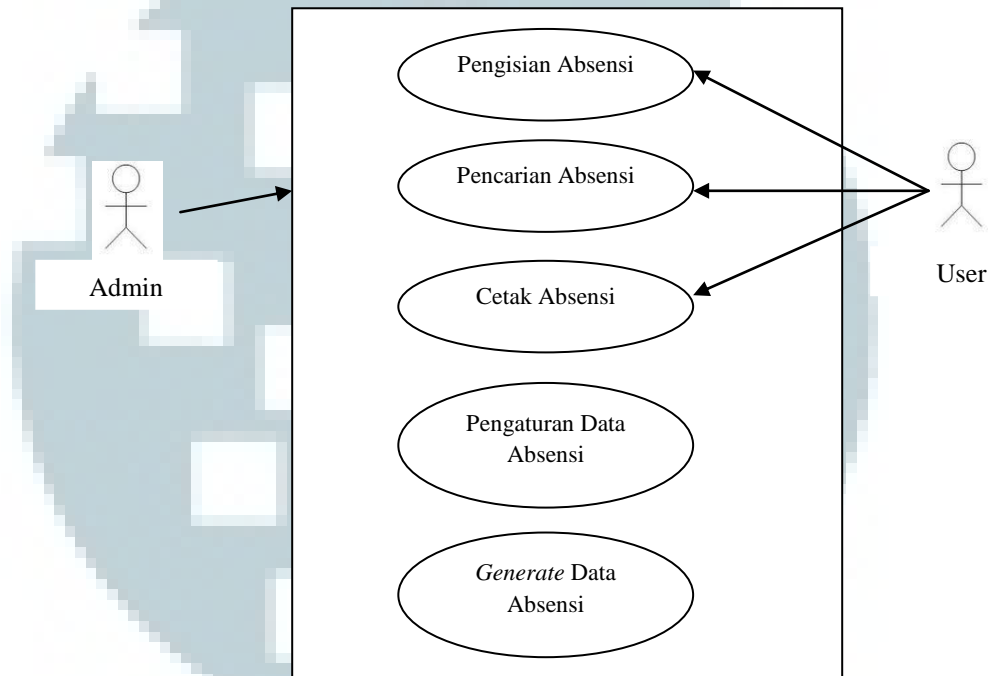 Pengisian Absensi
Pencarian Absensi
Admin
User
Cetak Absensi
Pengaturan Data
Absensi
Generate Data
Absensi